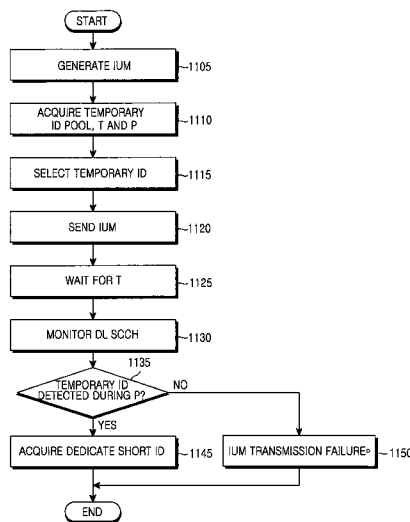 START
GENERATE IUM
1105
ACQUIRE TEMPORARY
ID POOL, T AND P
1110
SELECT TEMPORARY ID
1115
SEND IUM
1120
WAIT FOR T
1125
MONITOR DL SCCH
1130
1135
TEMPORARY ID
DETECTED DURING P?
NO
YES
ACQUIRE DEDICATE SHORT ID
1145
IUM TRANSMISSION FAILURE
1150
END